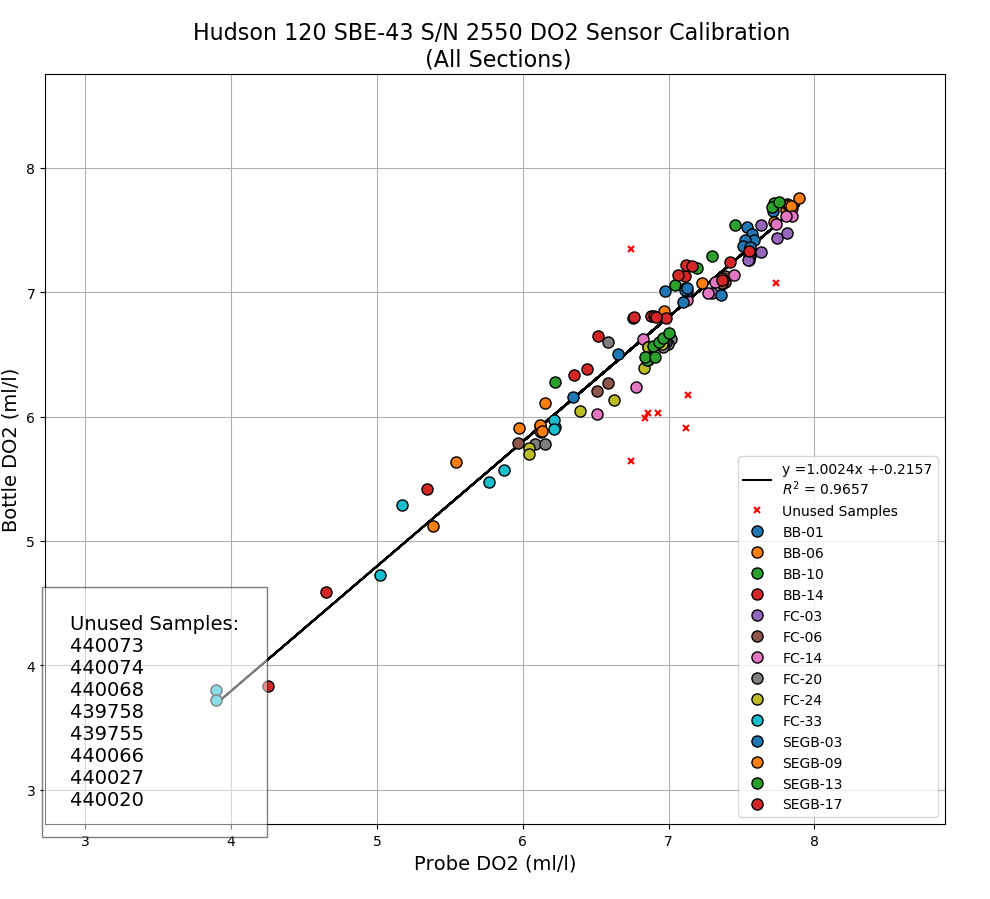 Hudson 120 SBE-43 S/N 2550 DO2 Sensor Calibration
(All Sections)
Bottle DO2 (ml/l)
8
7
6
5
4
3
y =1.0024x +-0.2157
R² = 0.9657
Unused Samples
BB-01
BB-06
BB-10
BB-14
FC-03
FC-06
FC-14
FC-20
FC-24
FC-33
SEGB-03
SEGB-09
SEGB-13
SEGB-17
Unused Samples:
440073
440074
440068
439758
439755
440066
440027
440020
3 4 5 6 7 8
Probe DO2 (ml/l)